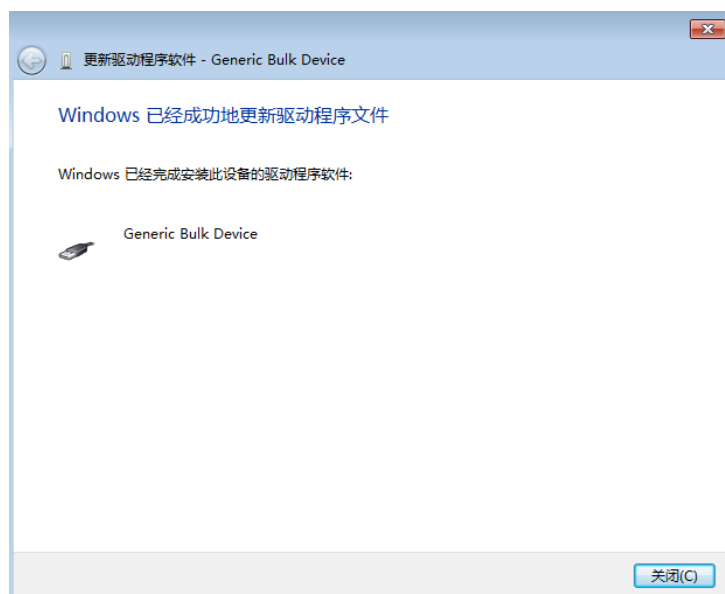 更新驱动程序软件 - Generic Bulk Device
Windows 已经成功地更新驱动程序文件
Windows 已经完成安装此设备的驱动程序软件:
Generic Bulk Device
关闭(C)